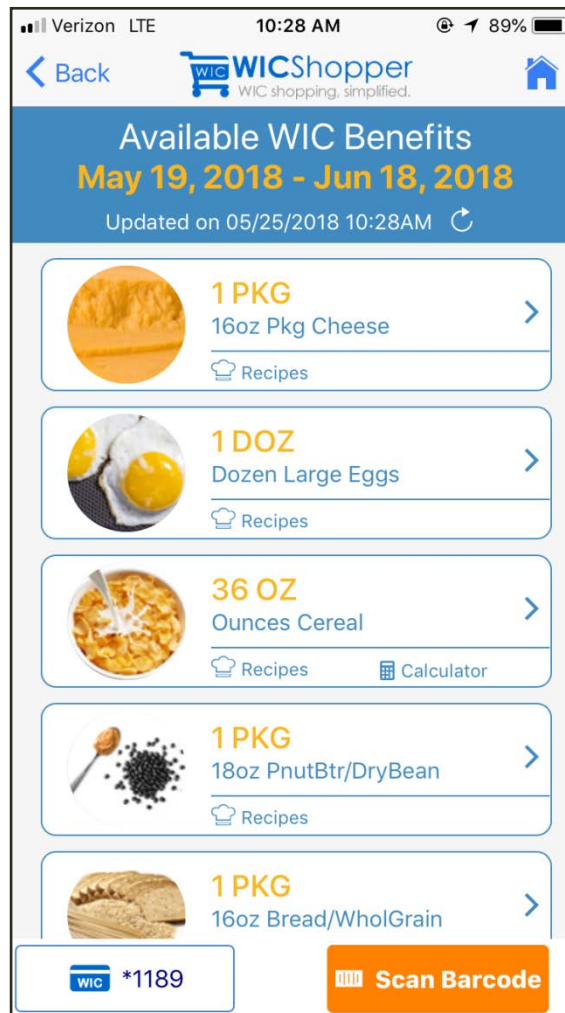 Verizon LTE 10:28 AM 89%
Back WIC WICShopper
WIC shopping, simplified.
Available WIC Benefits
May 19, 2018 - Jun 18, 2018
Updated on 05/25/2018 10:28AM
1 PKG
16oz Pkg Cheese
Recipes
1 DOZ
Dozen Large Eggs
Recipes
36 OZ
Ounces Cereal
Recipes Calculator
1 PKG
18oz PnutBtr/DryBean
Recipes
1 PKG
16oz Bread/WholGrain
WIC *1189 Scan Barcode